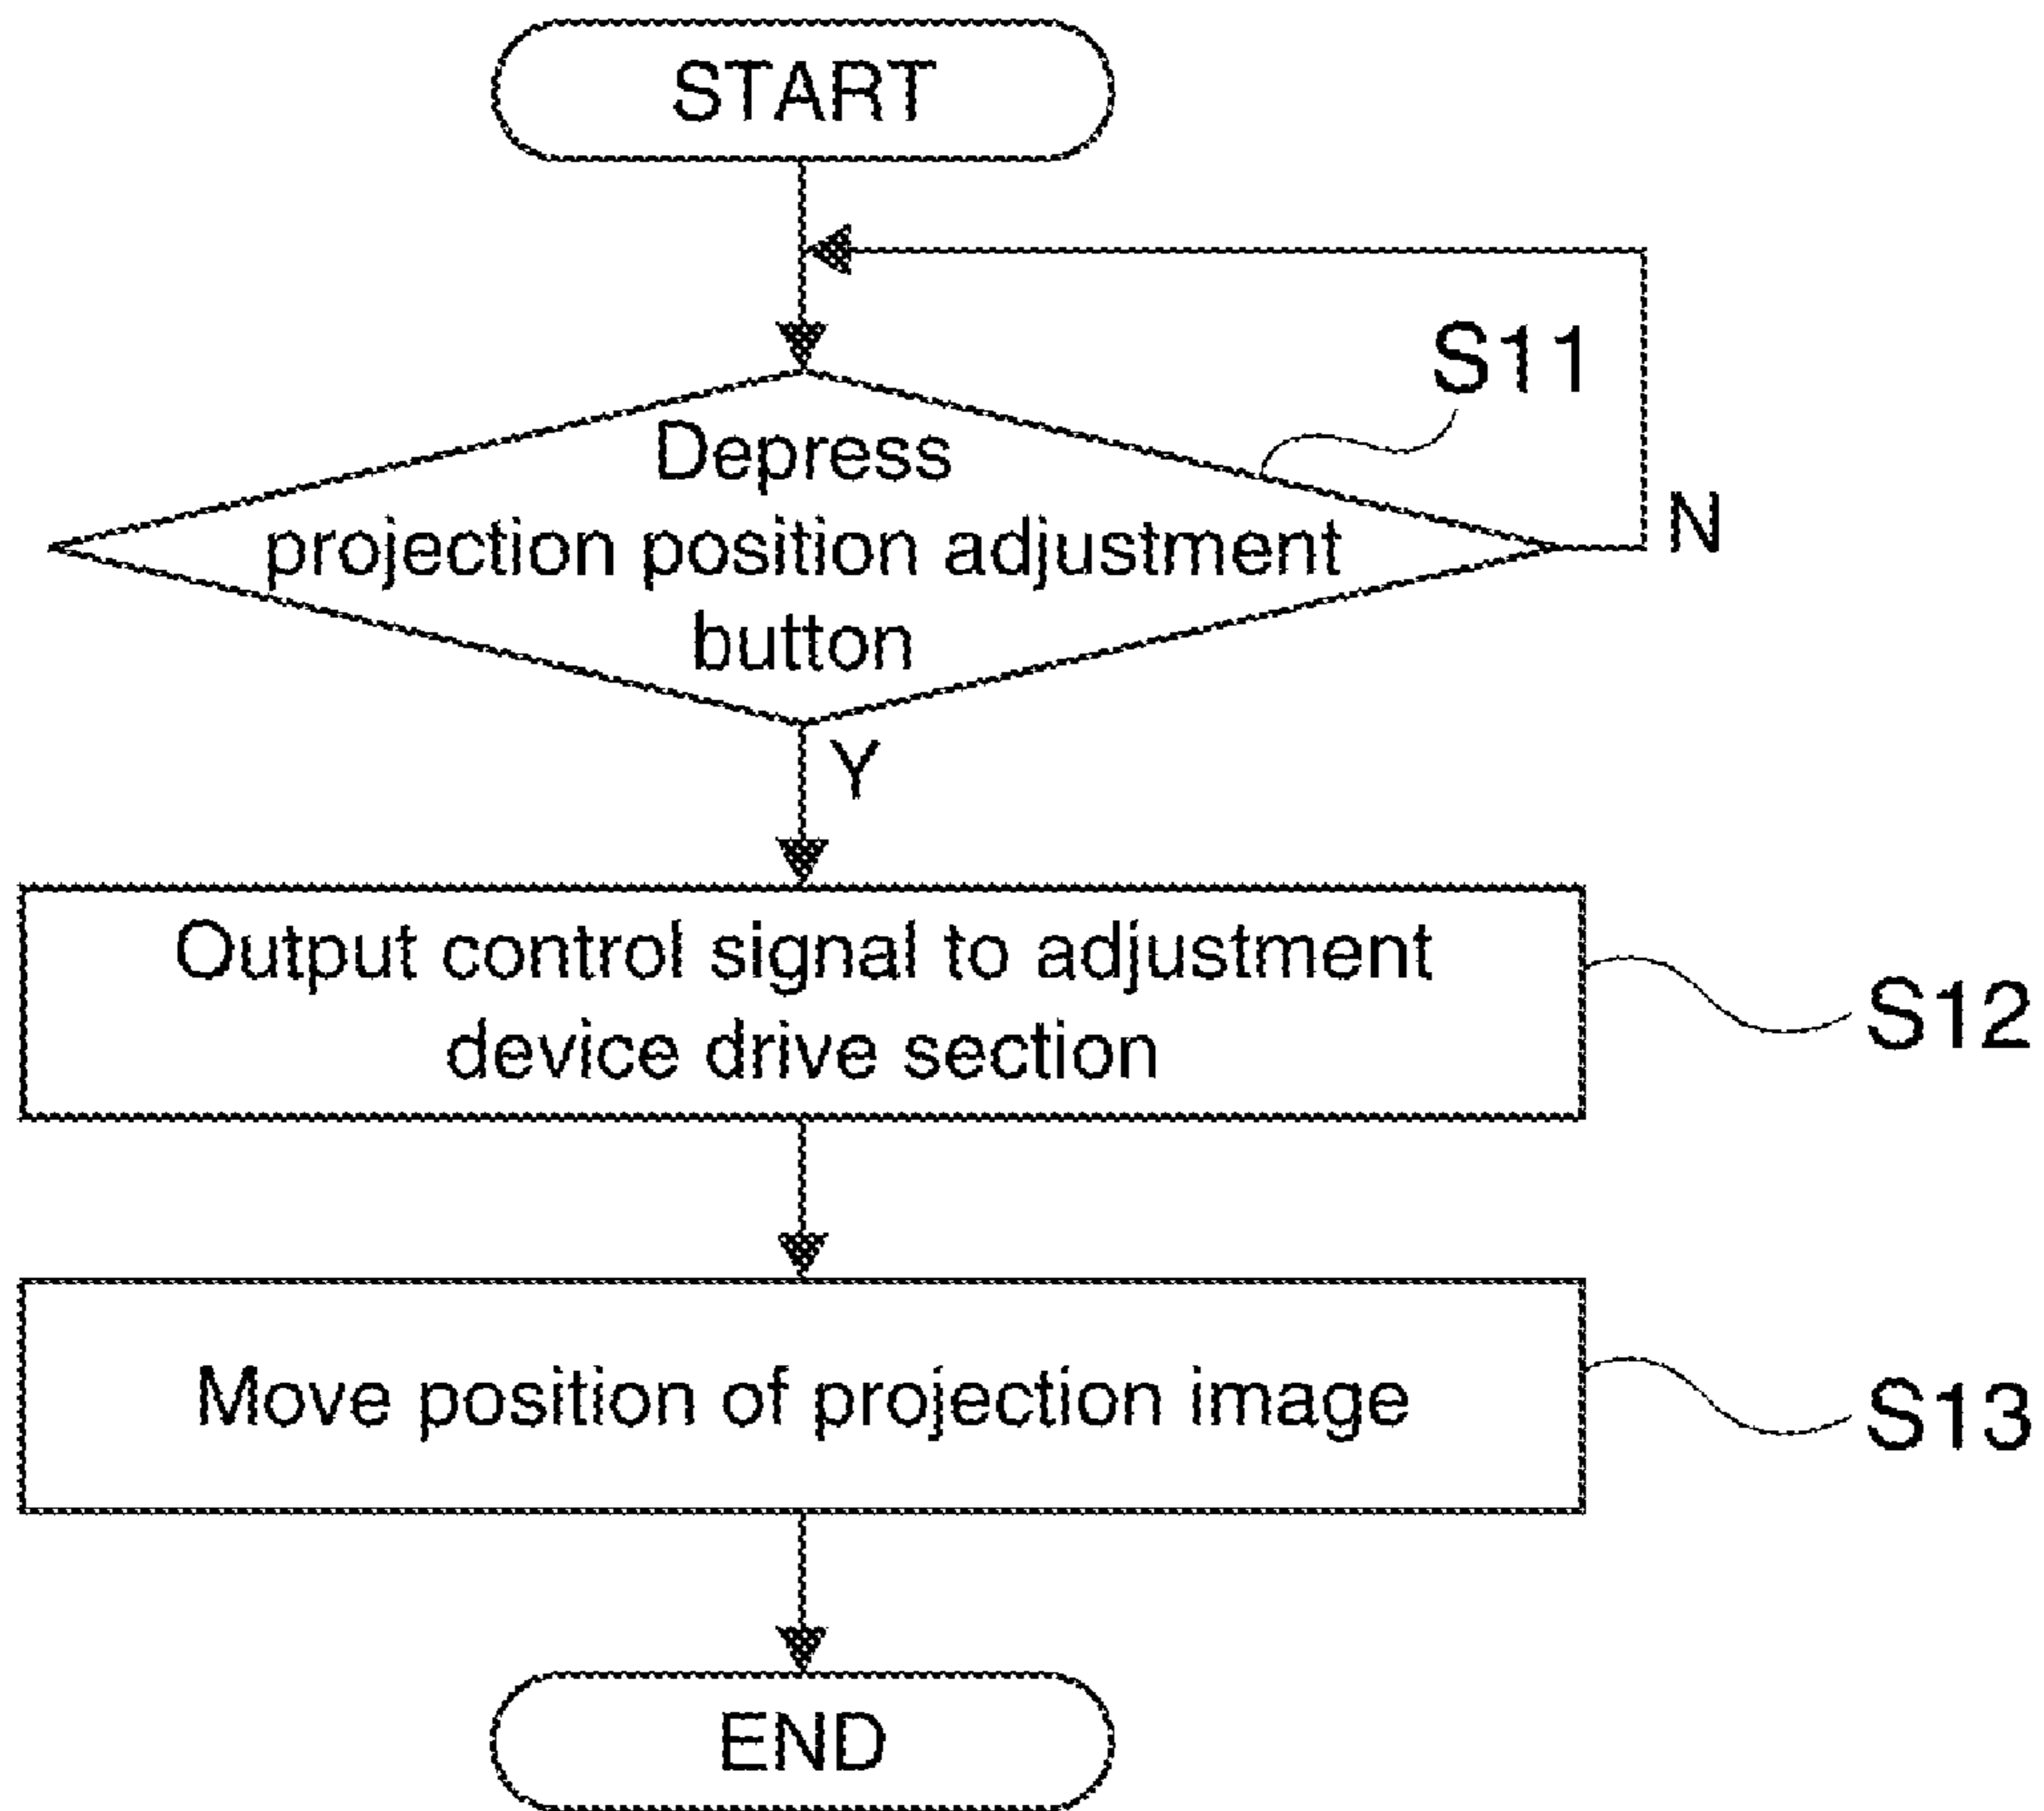 START
S11
Depress
projection position adjustment
button
N
Y
Output control signal to adjustment
device drive section
S12
Move position of projection image
S13
END